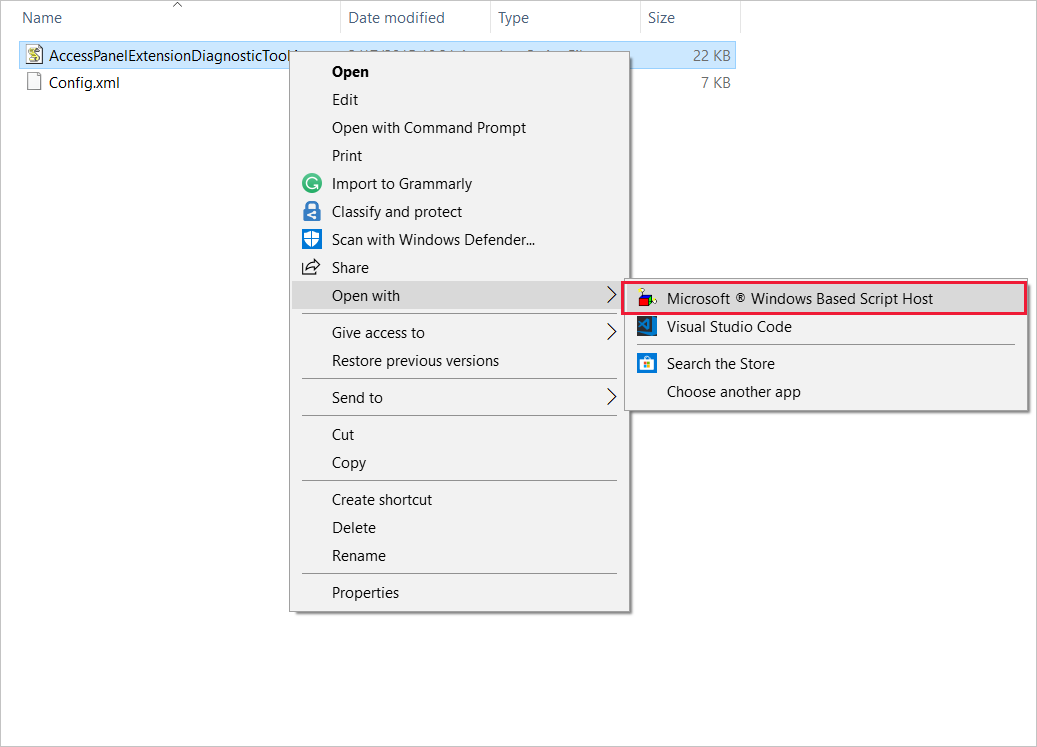 Name Date modified Type Size
AccessPanelExtensionDiagnosticTool 22 KB
Config.xml 7 KB
Open
Edit
Open with Command Prompt
Print
Import to Grammarly
Classify and protect
Scan with Windows Defender...
Share
Open with
Give access to
Restore previous versions
Send to
Cut
Copy
Create shortcut
Delete
Rename
Properties
Microsoft ® Windows Based Script Host
Visual Studio Code
Search the Store
Choose another app